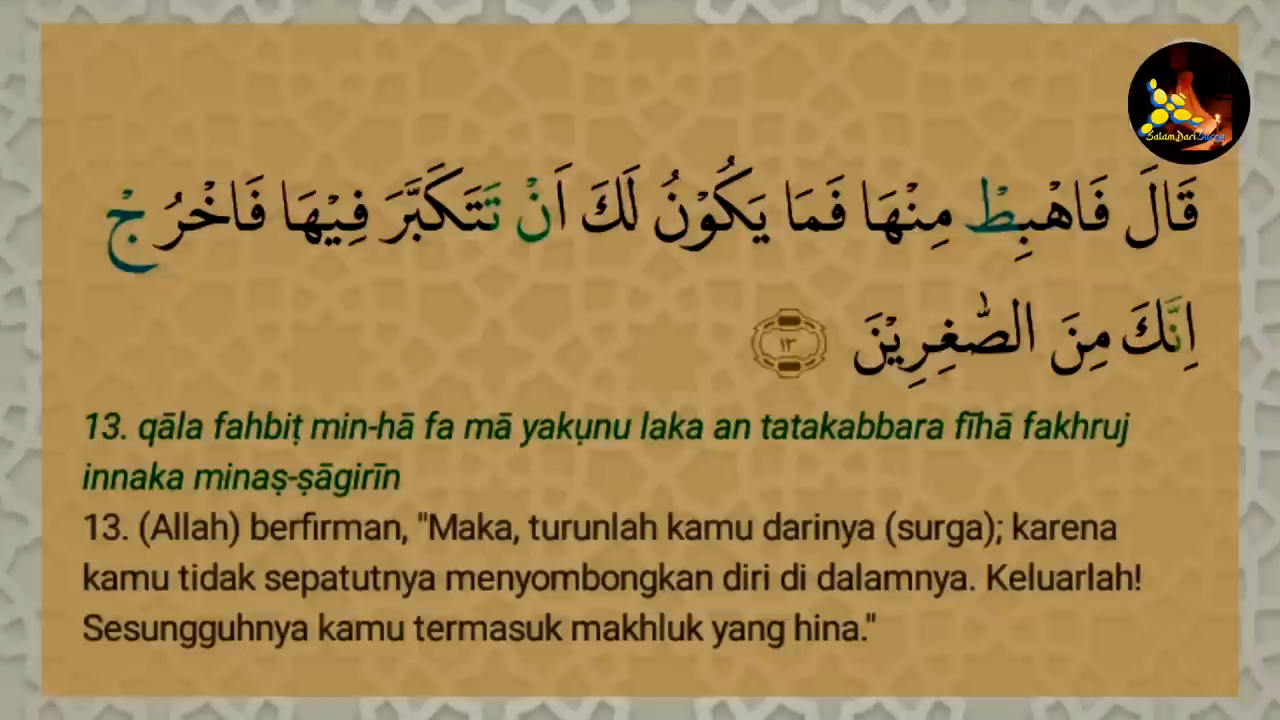 SalamDariSurga
قَالَ فَاهْبِطْ مِنْهَا فَمَا يَكُوْنُ لَكَ اَنْ تَتَكَبَّرَ فِيْهَا فَاخْرُجْ
اِنَّكَ مِنَ الصّٰغِرِيْنَ ١٣
13. qāla fahbiṭ min-hā fa mā yakụnu laka an tatakabbara fīhā fakhruj
innaka minaṣ-ṣāgirīn
13. (Allah) berfirman, "Maka, turunlah kamu darinya (surga); karena
kamu tidak sepatutnya menyombongkan diri di dalamnya. Keluarlah!
Sesungguhnya kamu termasuk makhluk yang hina."